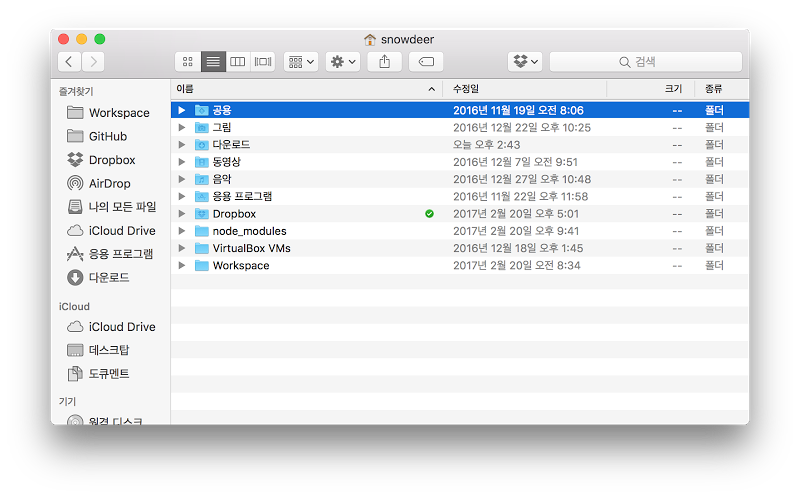 snowdeer
검색
즐겨찾기
Workspace
GitHub
Dropbox
AirDrop
나의 모든 파일
iCloud Drive
응용 프로그램
다운로드
iCloud
iCloud Drive
데스크탑
도큐멘트
기기
원격 디스크
이름 수정일 크기 종류
공용 2016년 11월 19일 오전 8:06 -- 폴더
그림 2016년 12월 22일 오후 10:25 -- 폴더
다운로드 오늘 오후 2:43 -- 폴더
동영상 2016년 12월 7일 오전 9:51 -- 폴더
음악 2016년 12월 27일 오후 10:48 -- 폴더
응용 프로그램 2016년 11월 22일 오후 11:58 -- 폴더
Dropbox 2017년 2월 20일 오후 5:01 -- 폴더
node_modules 2017년 2월 20일 오후 9:41 -- 폴더
VirtualBox VMs 2016년 12월 18일 오후 1:45 -- 폴더
Workspace 2017년 2월 20일 오전 8:34 -- 폴더